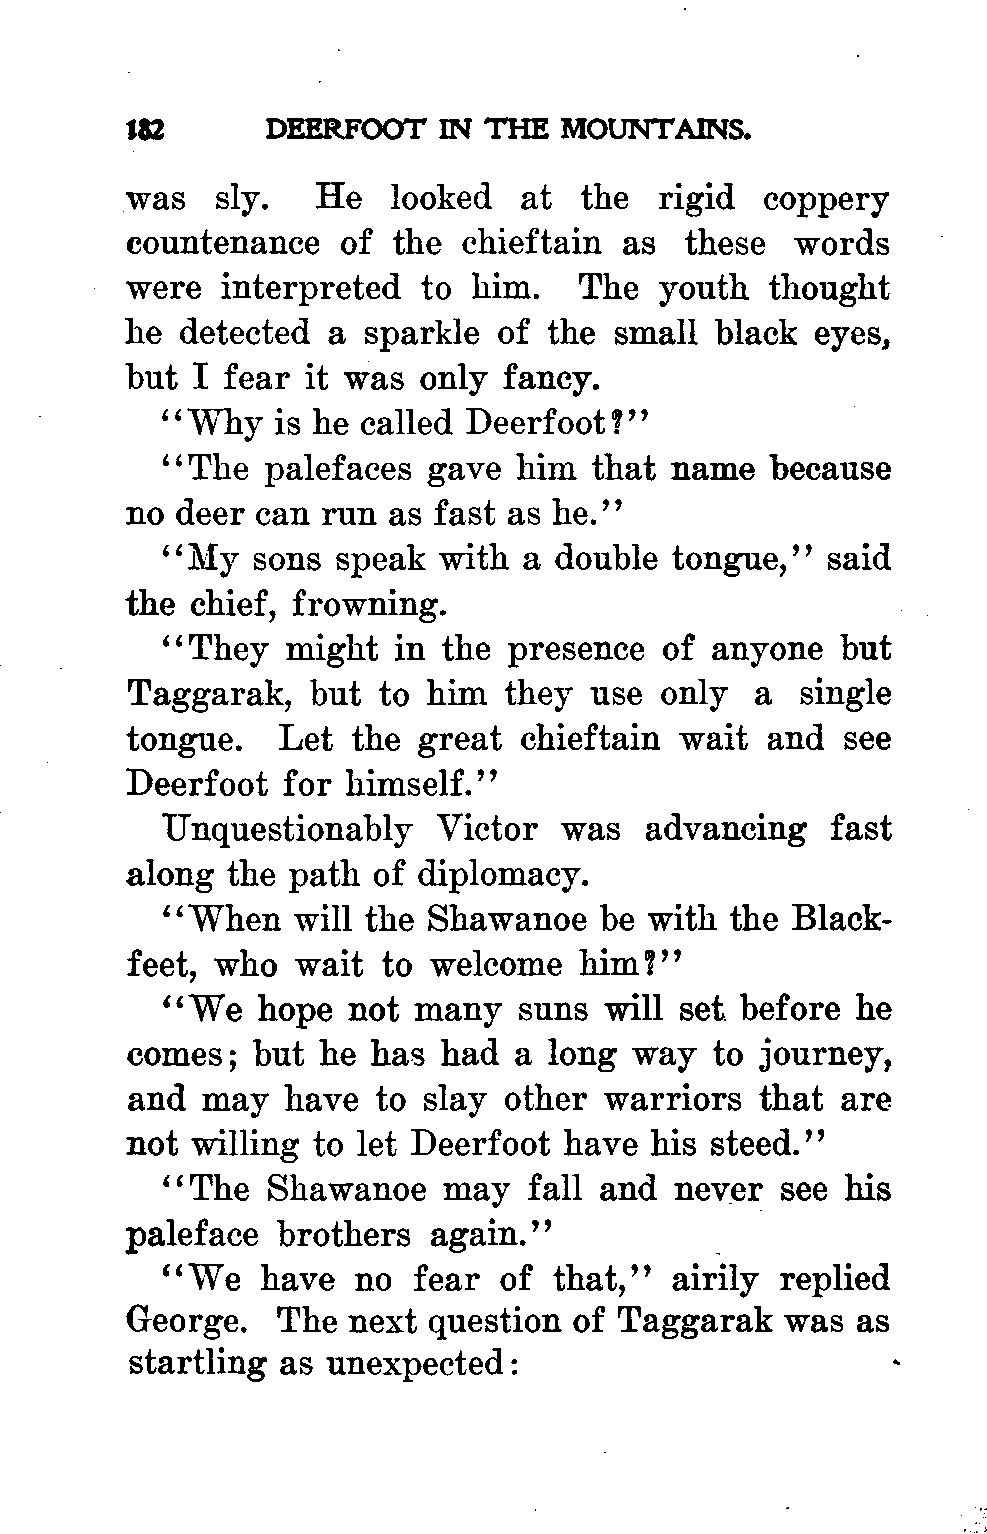 182 DEERFOOT IN THE MOUNTAINS.
was sly. He looked at the rigid coppery
countenance of the chieftain as these words
were interpreted to him. The youth thought
he detected a sparkle of the small black eyes,
but I fear it was only fancy.
"Why is he called Deerfoot?"
"The palefaces gave him that name because
no deer can run as fast as he."
"My sons speak with a double tongue," said
the chief, frowning.
"They might in the presence of anyone but
Taggarak, but to him they use only a single
tongue. Let the great chieftain wait and see
Deerfoot for himself."
Unquestionably Victor was advancing fast
along the path of diplomacy.
"When will the Shawanoe be with the Black-
feet, who wait to welcome him?"
"We hope not many suns will set before he
comes; but he has had a long way to journey,
and may have to slay other warriors that are
not willing to let Deerfoot have his steed."
"The Shawanoe may fall and never see his
paleface brothers again."
"We have no fear of that," airily replied
George. The next question of Taggarak was as
startling as unexpected: